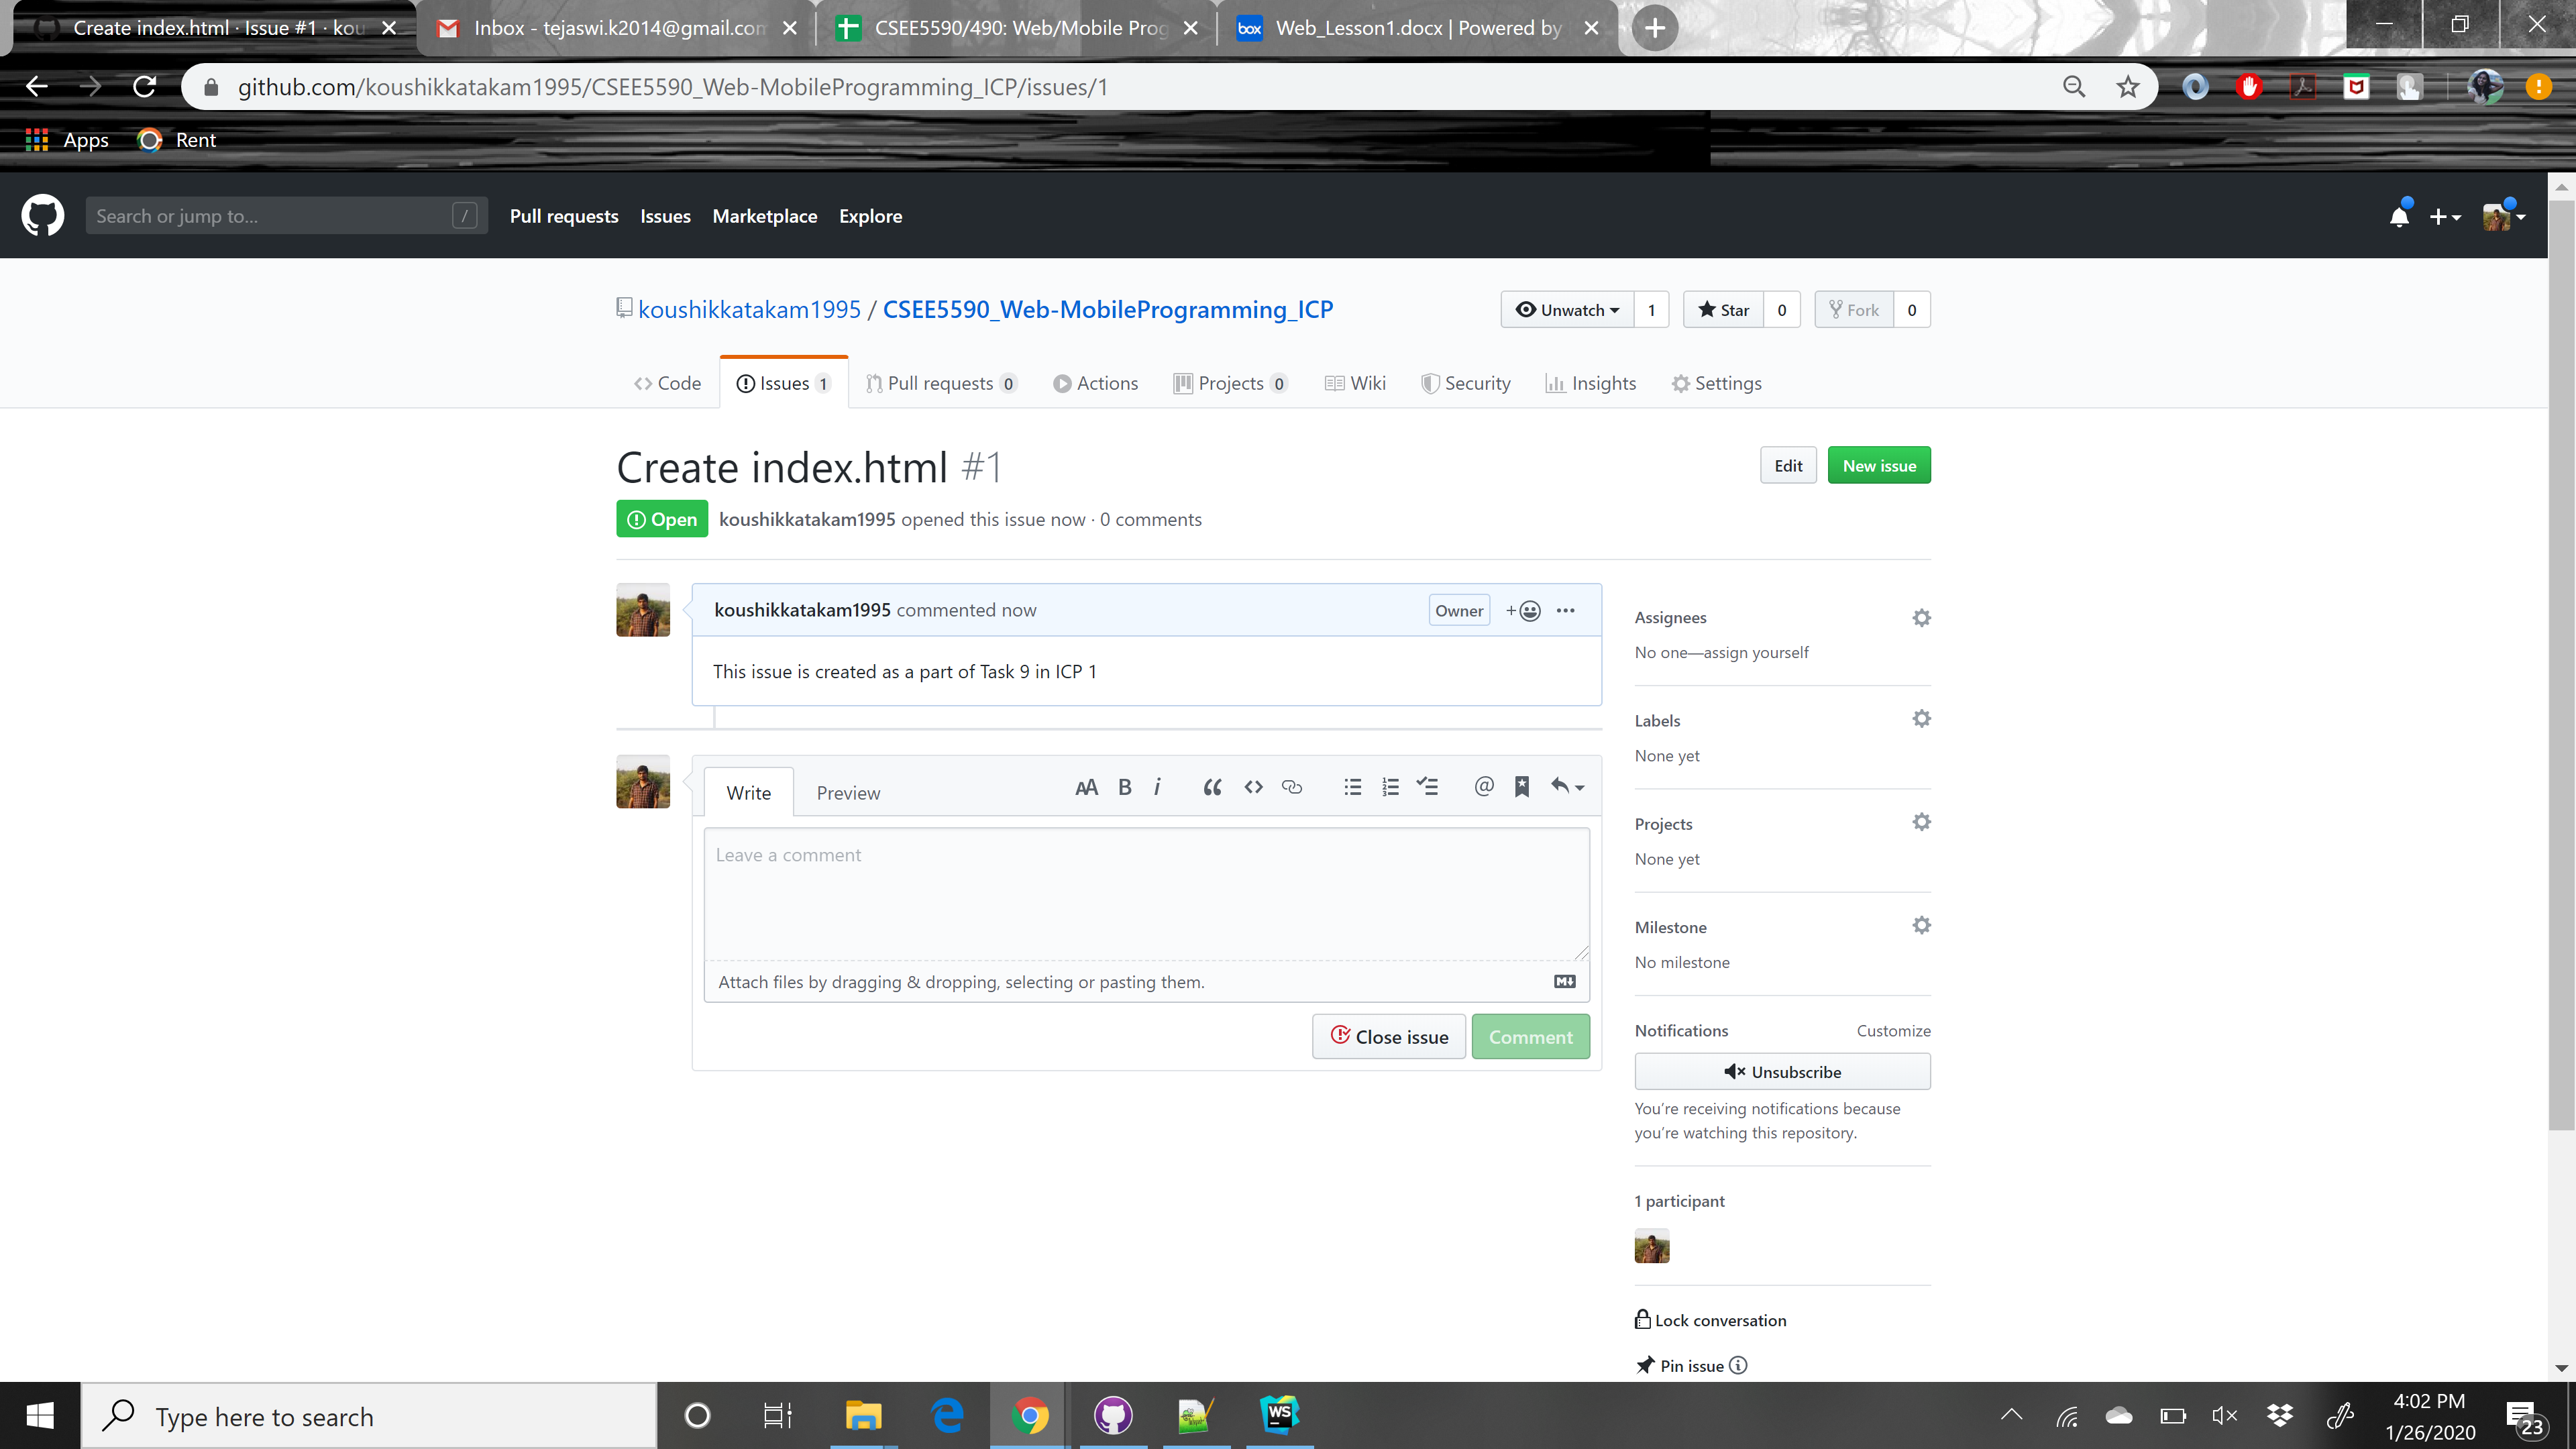 Create index.html · Issue #1 · kou
Inbox - tejaswi.k2014@gmail.com
CSEE5590/490: Web/Mobile Prog
box Web_Lesson1.docx | Powered by
github.com/koushikkatakam1995/CSEE5590_Web-MobileProgramming_ICP/issues/1
Apps Rent
Search or jump to... / Pull requests Issues Marketplace Explore
koushikkatakam1995 / CSEE5590_Web-MobileProgramming_ICP
Unwatch 1 Star 0 Fork 0
Code Issues 1 Pull requests 0 Actions Projects 0 Wiki Security Insights Settings
Create index.html #1
Edit New issue
Open koushikkatakam1995 opened this issue now · 0 comments
koushikkatakam1995 commented now
Owner
This issue is created as a part of Task 9 in ICP 1
Write Preview
AA B i @
Leave a comment
Attach files by dragging & dropping, selecting or pasting them.
Close issue Comment
Assignees
No one—assign yourself
Labels
None yet
Projects
None yet
Milestone
No milestone
Notifications Customize
Unsubscribe
You're receiving notifications because
you're watching this repository.
1 participant
Lock conversation
Pin issue
Type here to search
WS
4:02 PM
1/26/2020
23